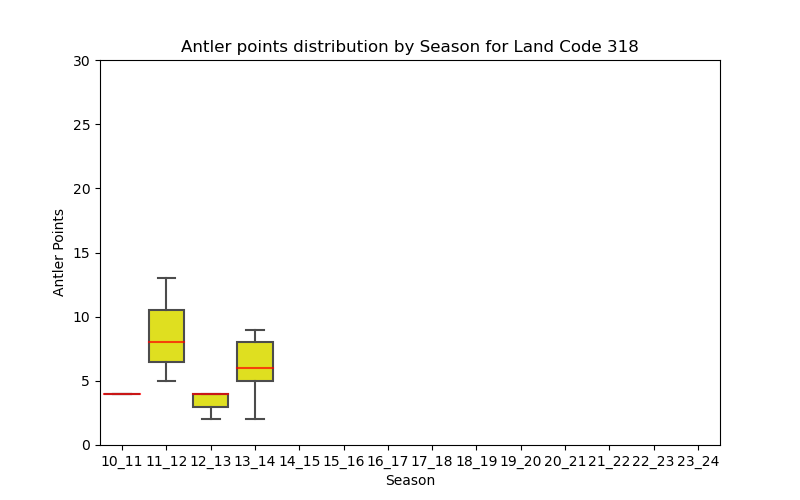 Antler points distribution by Season for Land Code 318
30
25
20
15
10
5
0
Antler Points
10_11 11_12 12_13 13_14 14_15 15_16 16_17 17_18 18_19 19_20 20_21 21_22 22_23 23_24
Season